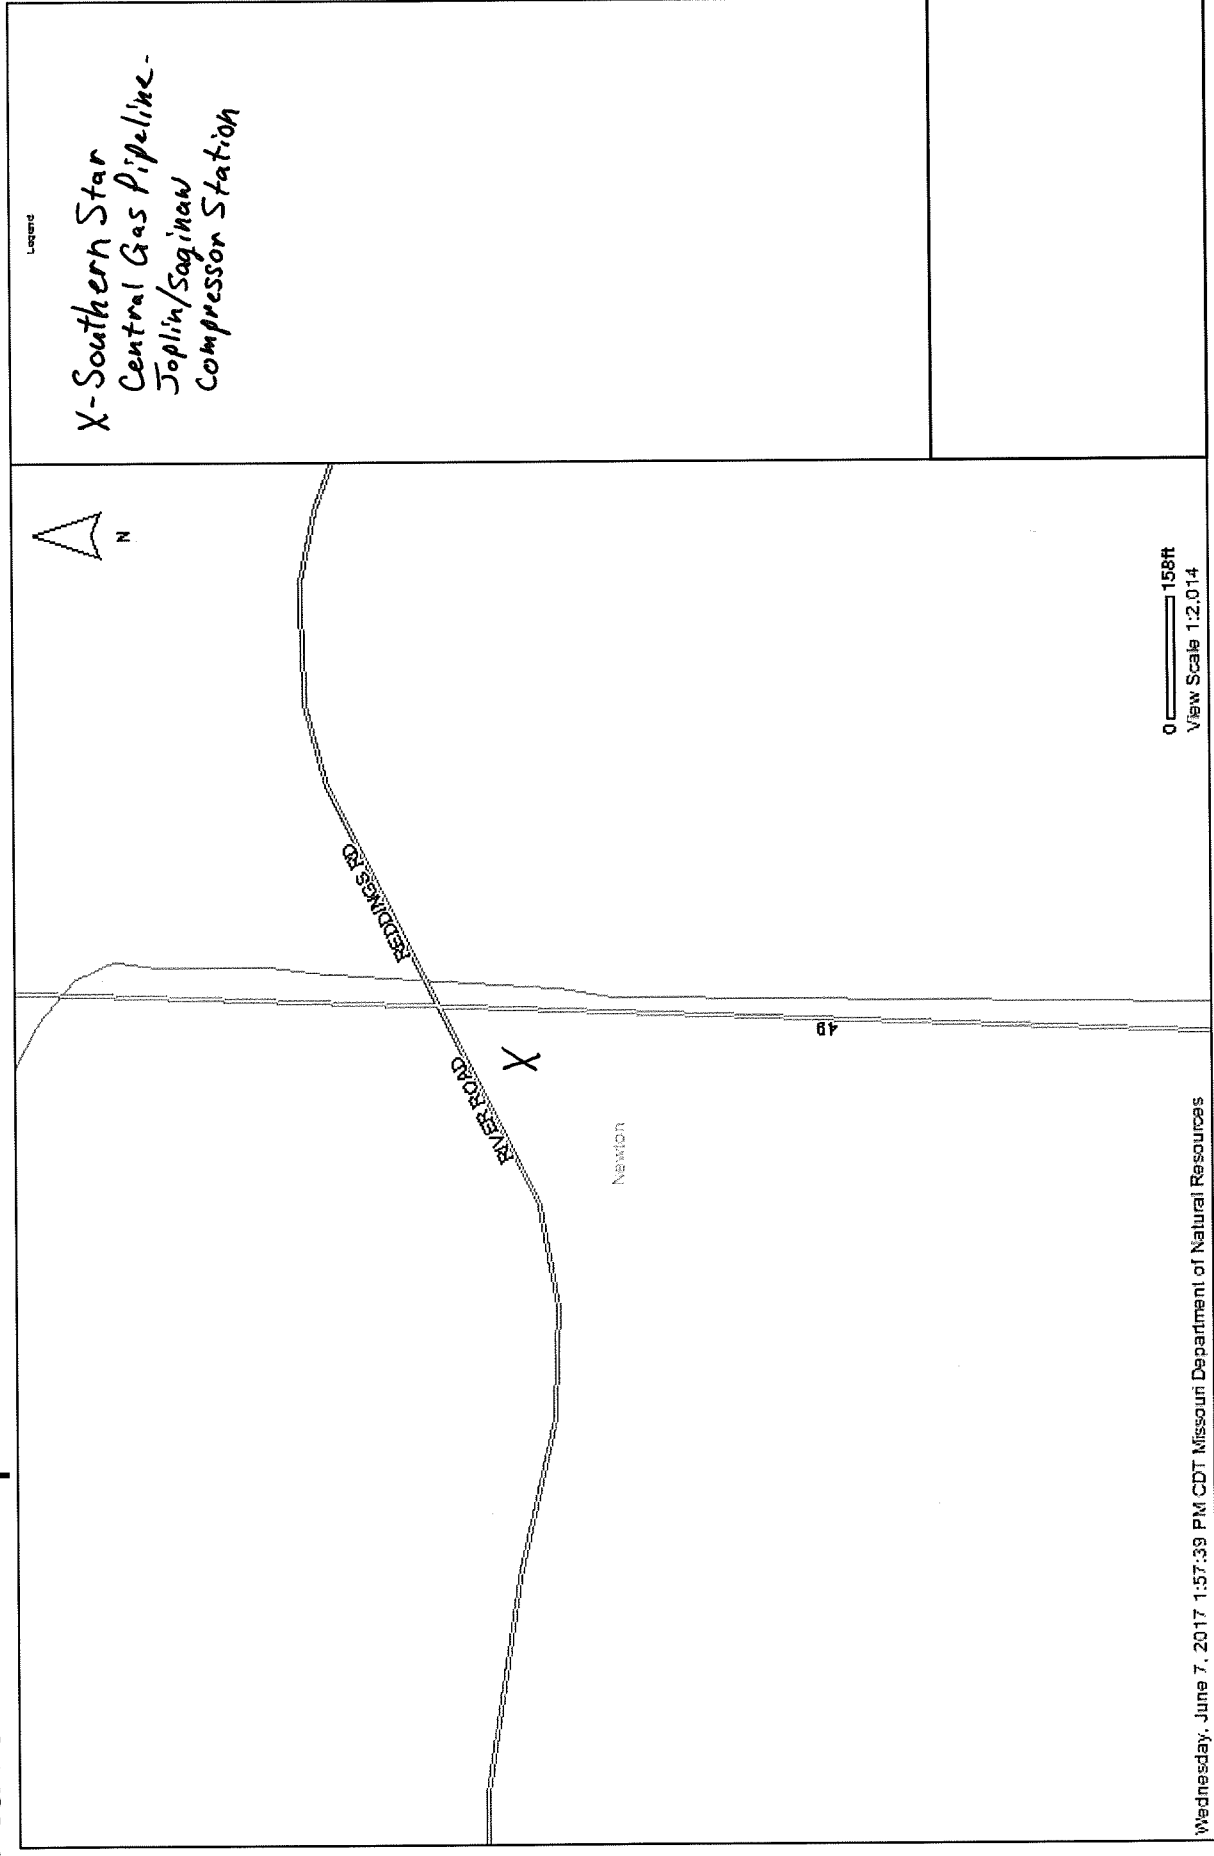 Legend
X-Southern Star
Central Gas Pipeline-
Joplin/Saginaw
Compressor Station
N
REDDINGS RD
RIVER ROAD
49
Newton
0 158ft
View Scale 1:2,014
Wednesday, June 7, 2017 1:57:39 PM CDT Missouri Department of Natural Resources